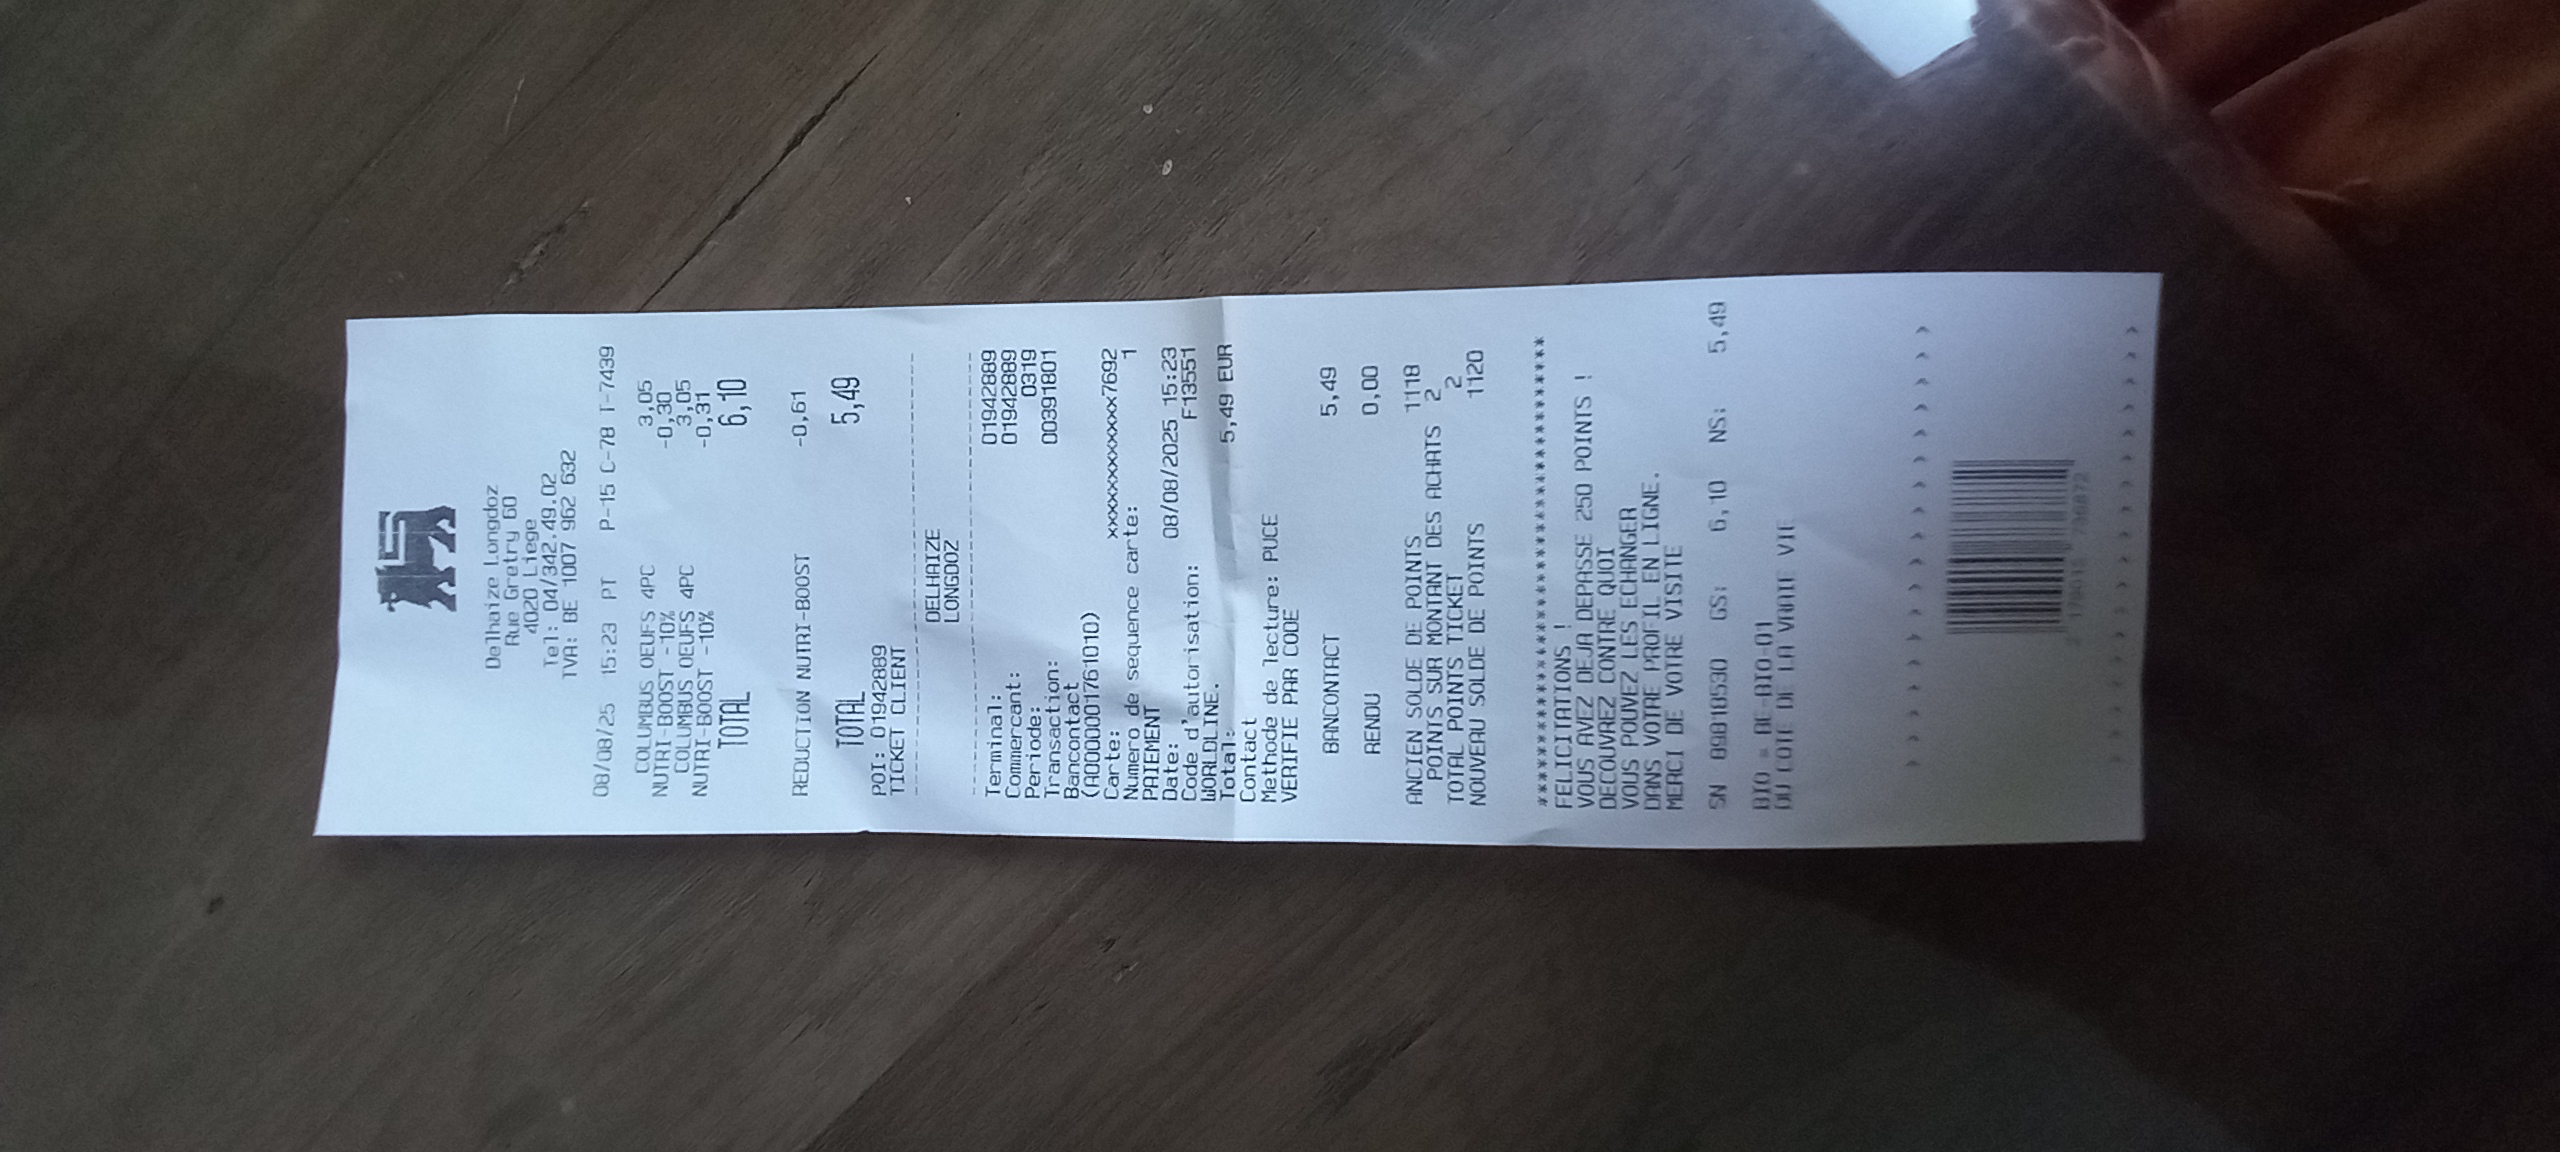 Delhaize Longdoz
Rue Gretry 60
4020 Liege
Tel: 04/342.49.02
TVA: BE 1007 962 632
08/08/25 15:23 PT P-15 C-78 T-7439
COLUMBUS OEUFS 4PC 3,05
NUTRI-BOOST -10% -0,30
COLUMBUS OEUFS 4PC 3,05
NUTRI-BOOST -10% -0,31
TOTAL 6,10
REDUCTION NUTRI-BOOST -0,61
TOTAL 5,49
POI: 01942889
TICKET CLIENT
DELHAIZE
LONGDOZ
Terminal: 01942889
Commercant: 01942889
Periode: 0319
Transaction: 00391801
Bancontact
(A0000001761010)
Carte: xxxxxxxxxxxxx7692
Numero de sequence carte: 1
PAIEMENT
Date: 08/08/2025 15:23
Code d'autorisation: F13551
WORLDLINE.
Total: 5,49 EUR
Contact
Methode de lecture: PUCE
VERIFIE PAR CODE
BANCONTACT 5,49
RENDU 0,00
ANCIEN SOLDE DE POINTS 1118
POINTS SUR MONTANT DES ACHATS 2
TOTAL POINTS TICKET 2
NOUVEAU SOLDE DE POINTS 1120
****************************************
FELICITATIONS !
VOUS AVEZ DEJA DEPASSE 250 POINTS !
DECOUVREZ CONTRE QUOI
VOUS POUVEZ LES ECHANGER
DANS VOTRE PROFIL EN LIGNE.
MERCI DE VOTRE VISITE
SN 09818530 GS: 6,10 NS: 5,49
BIO = BE-BIO-01
DU COTE DE LA VRAIE VIE